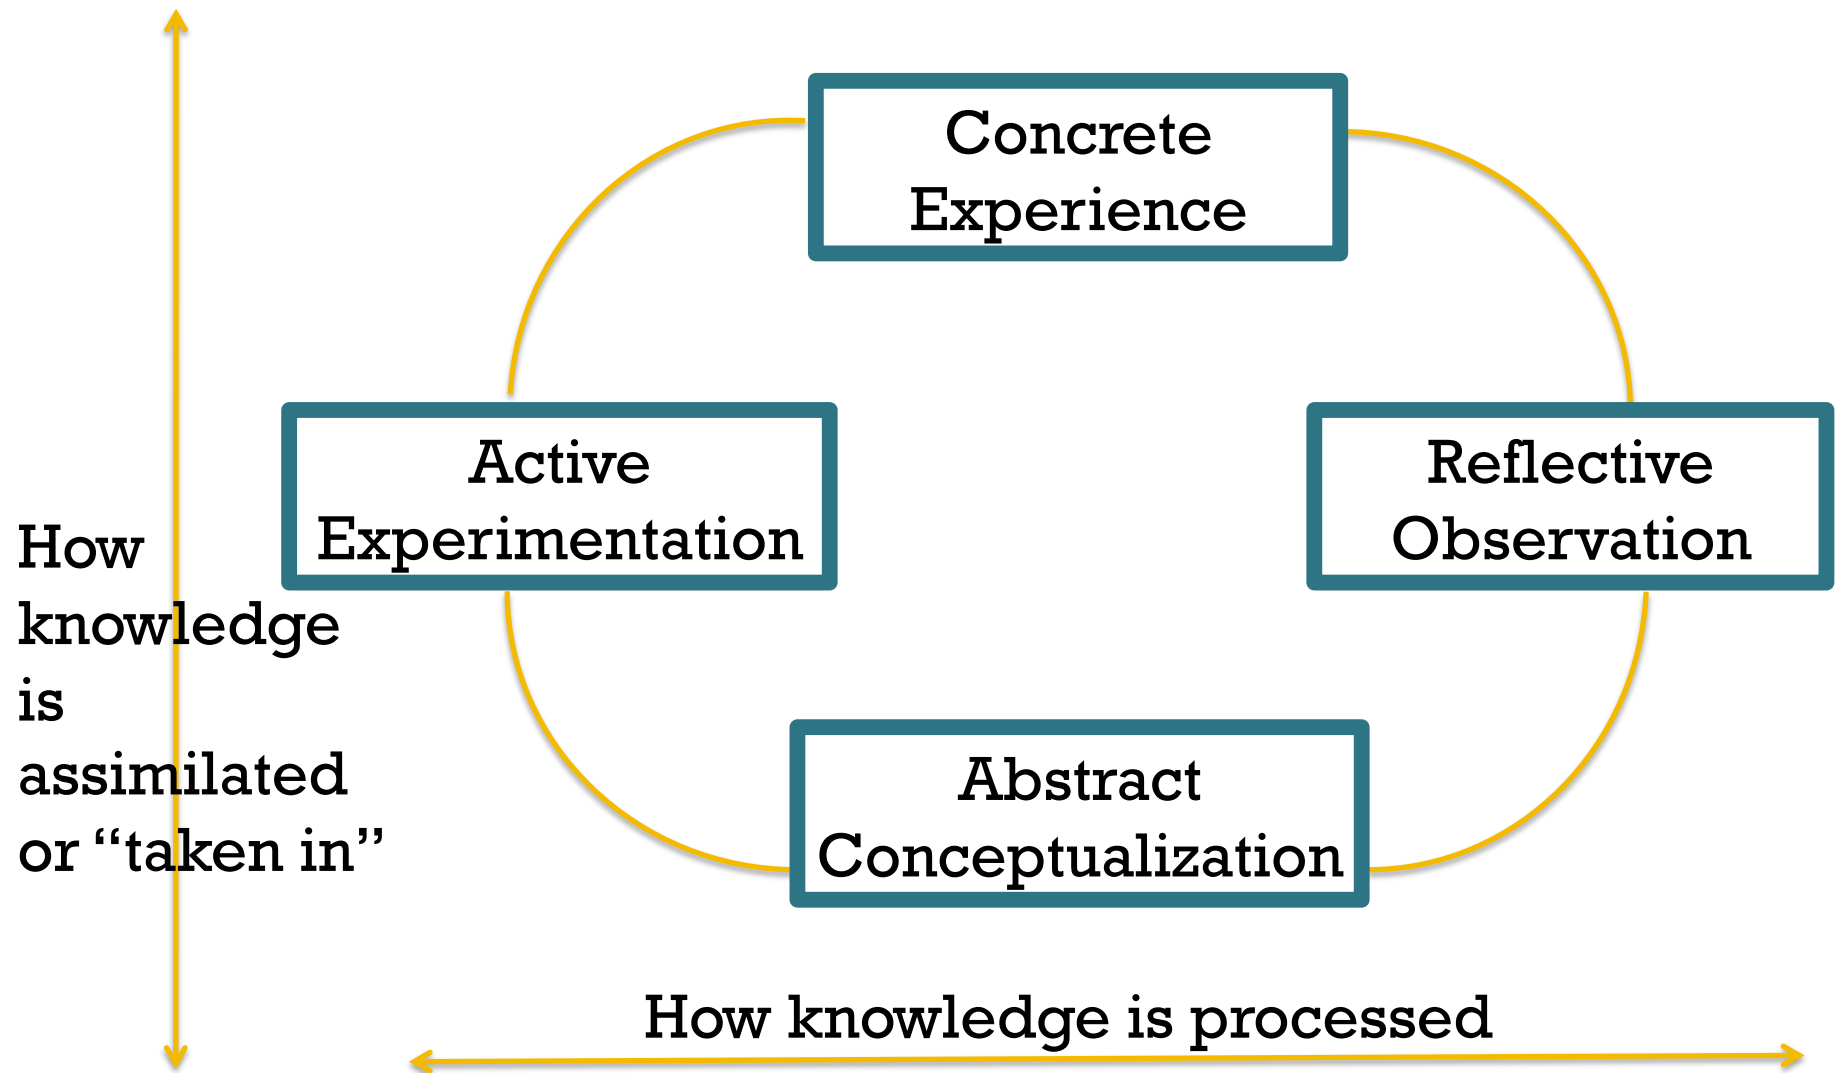 Concrete
Experience
Active
Experimentation
Reflective
Observation
How
knowledge
is
assimilated
or “taken in”
Abstract
Conceptualization
How knowledge is processed